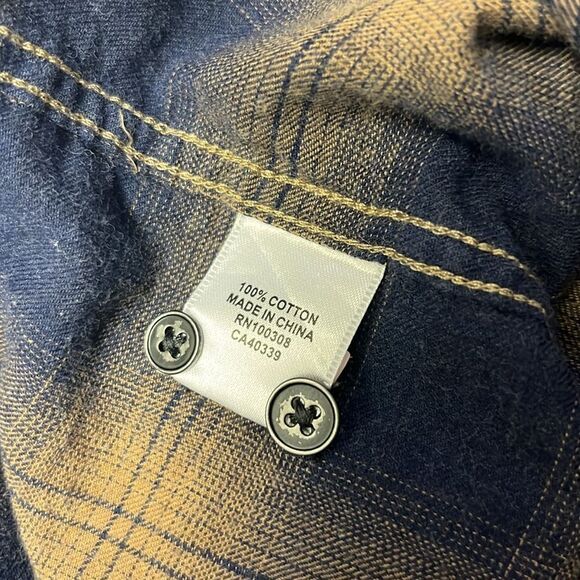 100% COTTON
MADE IN CHINA
RN100308
CA40339